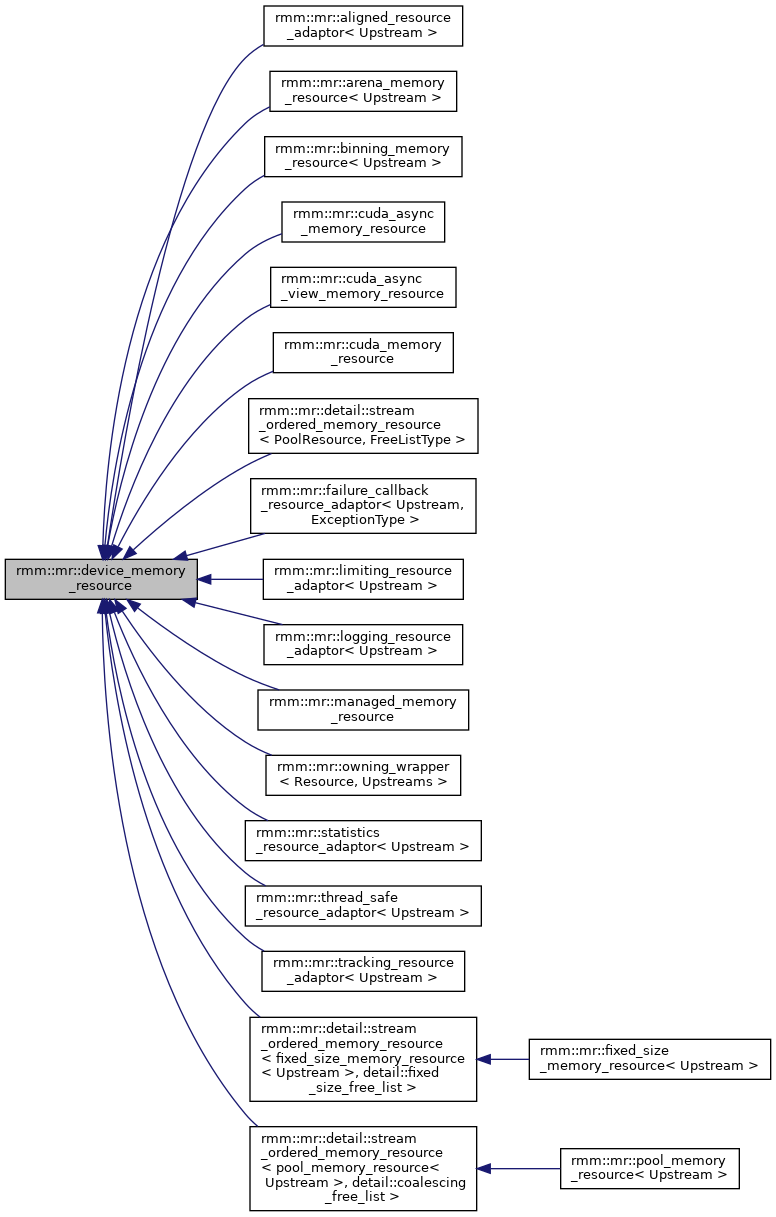 rmm::mr::aligned_resource
_adaptor< Upstream >
rmm::mr::arena_memory
_resource< Upstream >
rmm::mr::binning_memory
_resource< Upstream >
rmm::mr::cuda_async
_memory_resource
rmm::mr::cuda_async
_view_memory_resource
rmm::mr::cuda_memory
_resource
rmm::mr::detail::stream
_ordered_memory_resource
< PoolResource, FreeListType >
rmm::mr::failure_callback
_resource_adaptor< Upstream,
ExceptionType >
rmm::mr::device_memory
_resource
rmm::mr::limiting_resource
_adaptor< Upstream >
rmm::mr::logging_resource
_adaptor< Upstream >
rmm::mr::managed_memory
_resource
rmm::mr::owning_wrapper
< Resource, Upstreams >
rmm::mr::statistics
_resource_adaptor< Upstream >
rmm::mr::thread_safe
_resource_adaptor< Upstream >
rmm::mr::tracking_resource
_adaptor< Upstream >
rmm::mr::detail::stream
_ordered_memory_resource
< fixed_size_memory_resource
< Upstream >, detail::fixed
_size_free_list >
rmm::mr::fixed_size
_memory_resource< Upstream >
rmm::mr::detail::stream
_ordered_memory_resource
< pool_memory_resource<
Upstream >, detail::coalescing
_free_list >
rmm::mr::pool_memory
_resource< Upstream >